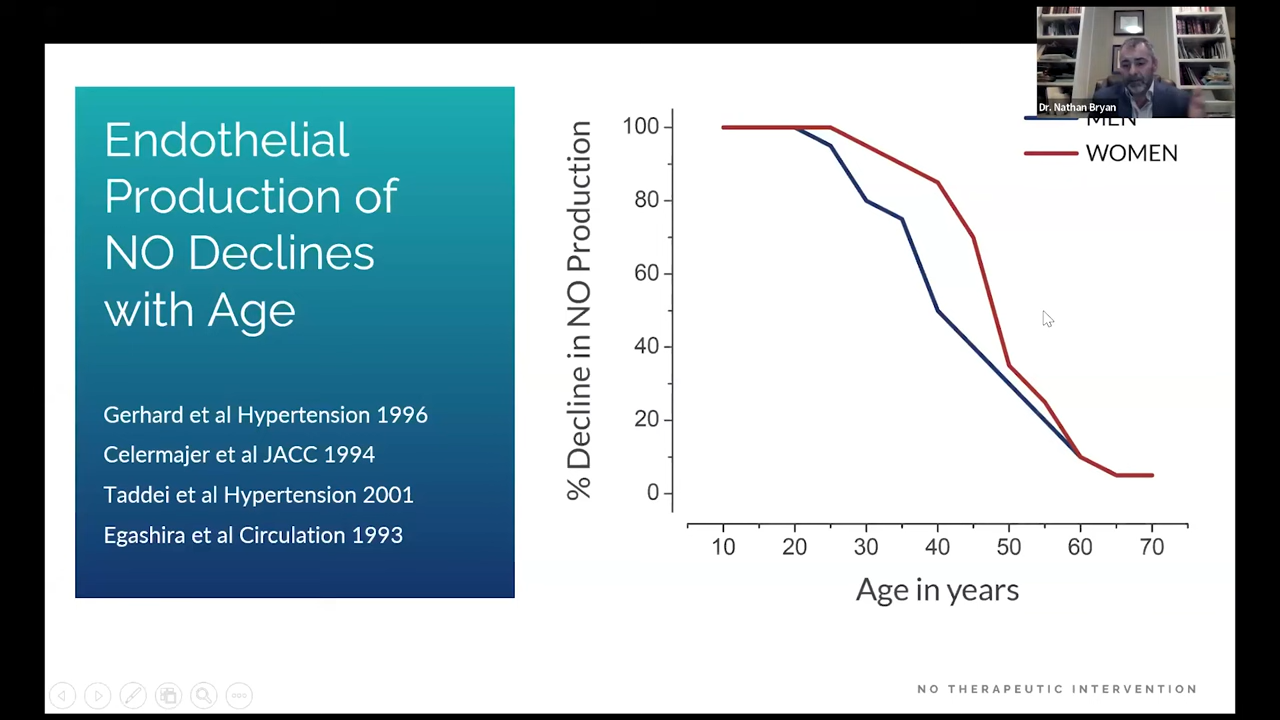 Endothelial
Production of
NO Declines
with Age
Gerhard et al Hypertension 1996
Celermajer et al JACC 1994
Taddei et al Hypertension 2001
Egashira et al Circulation 1993
% Decline in NO Production
100
80
60
40
20
0
10 20 30 40 50 60 70
Age in years
Dr. Nathan Bryan
MEN
WOMEN
NO THERAPEUTIC INTERVENTION